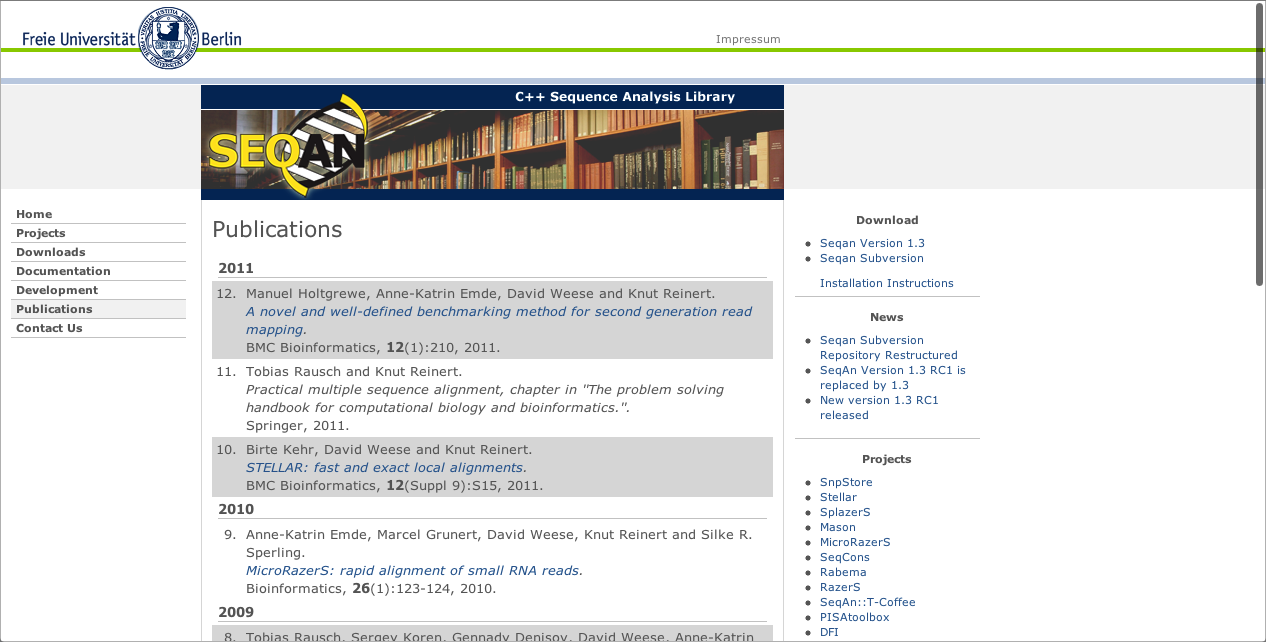 Freie Universität Berlin
Impressum
C++ Sequence Analysis Library
SEQAN
Home
Projects
Downloads
Documentation
Development
Publications
Contact Us
Publications
2011
12. Manuel Holtgrewe, Anne-Katrin Emde, David Weese and Knut Reinert.
A novel and well-defined benchmarking method for second generation read
mapping.
BMC Bioinformatics, 12(1):210, 2011.
11. Tobias Rausch and Knut Reinert.
Practical multiple sequence alignment, chapter in "The problem solving
handbook for computational biology and bioinformatics.".
Springer, 2011.
10. Birte Kehr, David Weese and Knut Reinert.
STELLAR: fast and exact local alignments.
BMC Bioinformatics, 12(Suppl 9):S15, 2011.
2010
9. Anne-Katrin Emde, Marcel Grunert, David Weese, Knut Reinert and Silke R.
Sperling.
MicroRazerS: rapid alignment of small RNA reads.
Bioinformatics, 26(1):123-124, 2010.
2009
8. Tobias Rausch, Sergey Koren, Gennady Denisov, David Weese, Anne-Katrin
Download
Seqan Version 1.3
Seqan Subversion
Installation Instructions
News
Seqan Subversion
Repository Restructured
SeqAn Version 1.3 RC1 is
replaced by 1.3
New version 1.3 RC1
released
Projects
SnpStore
Stellar
SplazerS
Mason
MicroRazerS
SeqCons
Rabema
RazerS
SeqAn::T-Coffee
PISAtoolbox
DFI